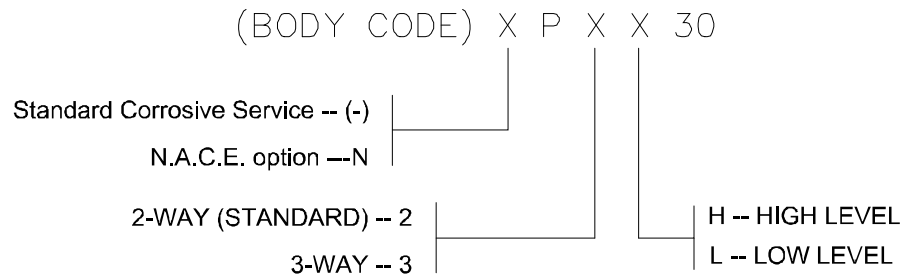 (BODY CODE) X P X X 30
Standard Corrosive Service -- (-)
N.A.C.E. option ---N
2-WAY (STANDARD) -- 2
3-WAY -- 3
H -- HIGH LEVEL
L -- LOW LEVEL